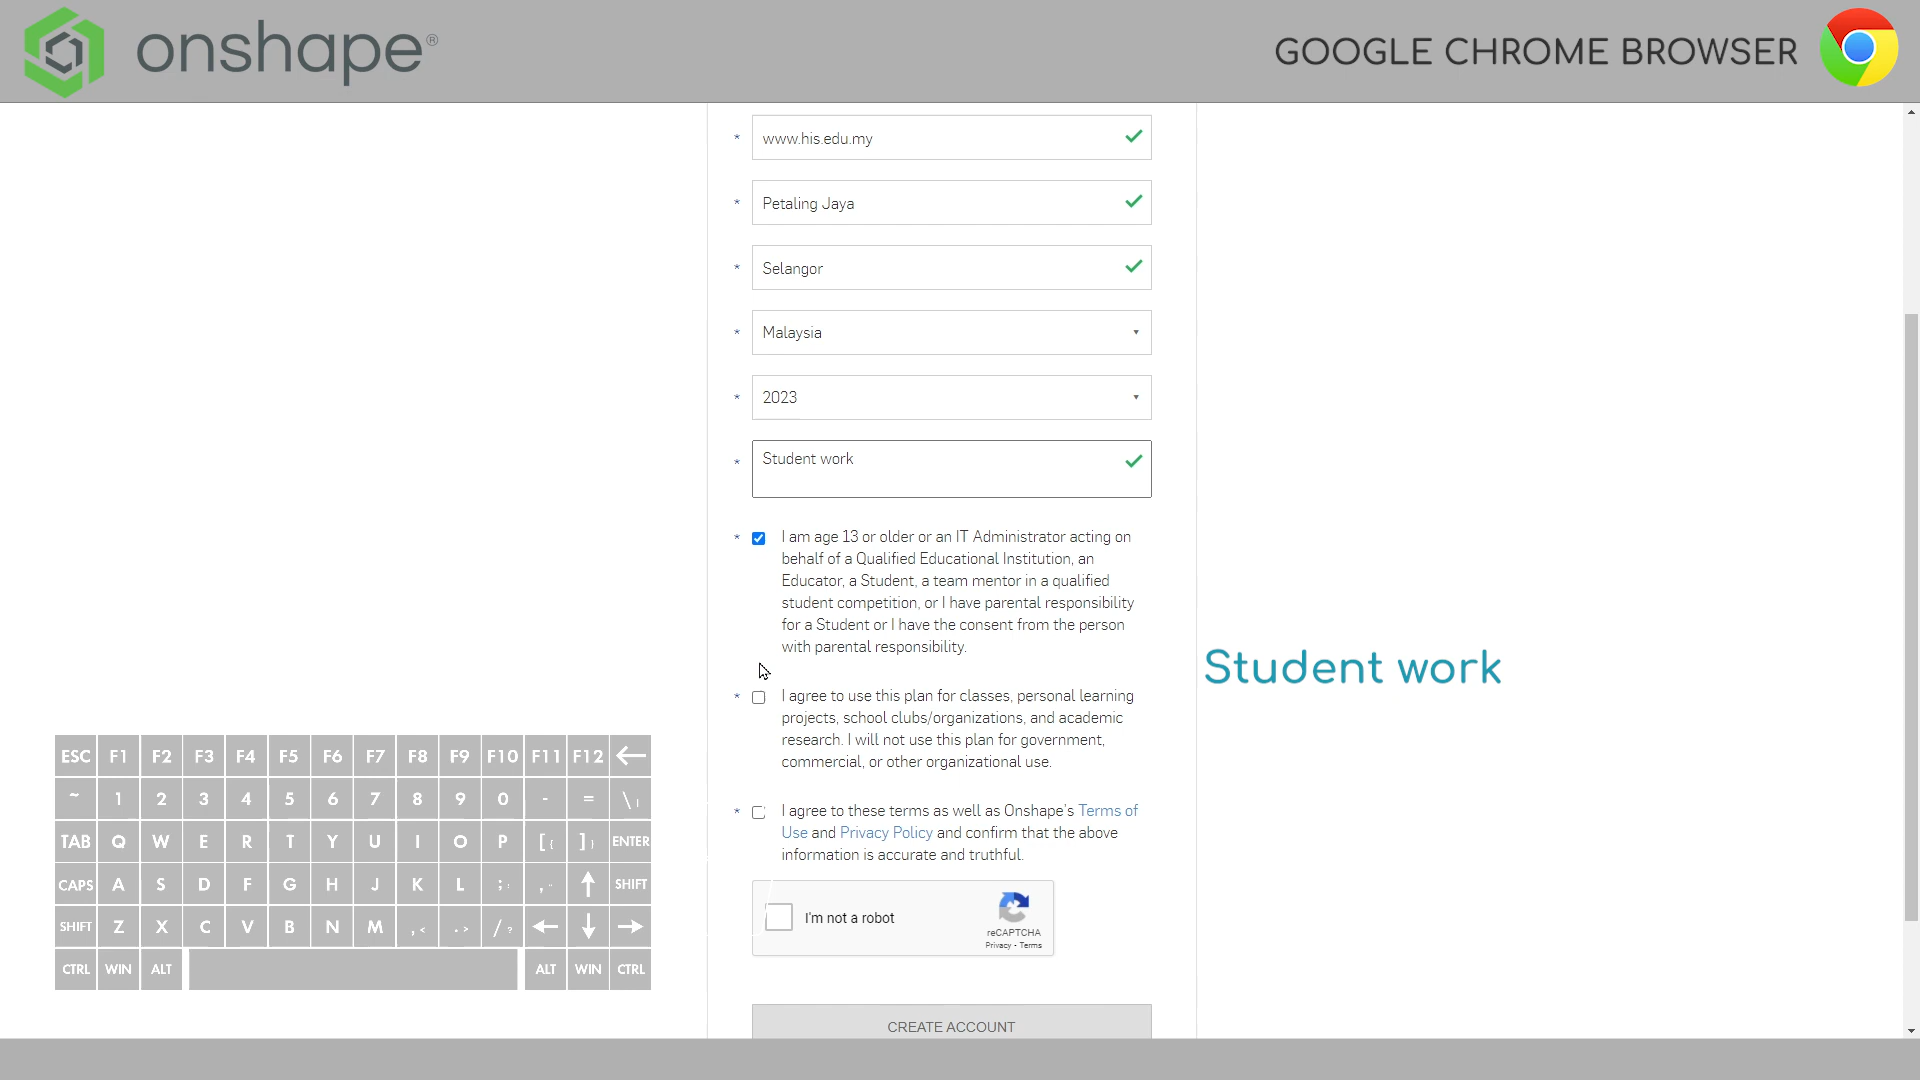 onshape®
GOOGLE CHROME BROWSER
* www.his.edu.my
* Petaling Jaya
* Selangor
* Malaysia
* 2023
* Student work
* I am age 13 or older or an IT Administrator acting on
behalf of a Qualified Educational Institution, an
Educator, a Student, a team mentor in a qualified
student competition, or I have parental responsibility
for a Student or I have the consent from the person
with parental responsibility.
Student work
* I agree to use this plan for classes, personal learning
projects, school clubs/organizations, and academic
research. I will not use this plan for government,
commercial, or other organizational use.
* I agree to these terms as well as Onshape's Terms of
Use and Privacy Policy and confirm that the above
information is accurate and truthful.
I'm not a robot
reCAPTCHA
Privacy - Terms
CREATE ACCOUNT
ESC F1 F2 F3 F4 F5 F6 F7 F8 F9 F10 F11 F12 ←
~ 1 2 3 4 5 6 7 8 9 0 - = \ |
TAB Q W E R T Y U I O P [ { ] } ENTER
CAPS A S D F G H J K L ; : , " ↑ SHIFT
SHIFT Z X C V B N M , < . > / ? ← ↓ →
CTRL WIN ALT ALT WIN CTRL